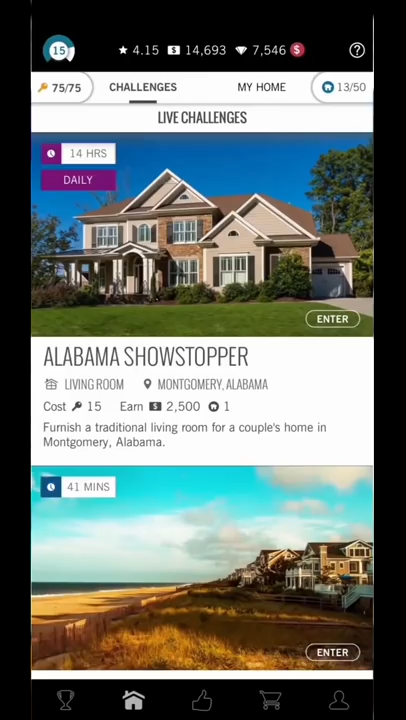 15 4.15 14,693 7,546 $ ?
75/75 CHALLENGES MY HOME 13/50
LIVE CHALLENGES
14 HRS
DAILY
ENTER
ALABAMA SHOWSTOPPER
LIVING ROOM MONTGOMERY, ALABAMA
Cost 15 Earn $ 2,500 1
Furnish a traditional living room for a couple's home in
Montgomery, Alabama.
41 MINS
ENTER